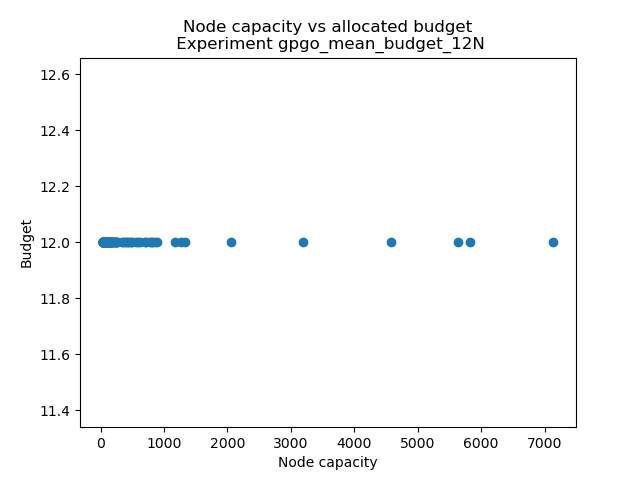 Node capacity vs allocated budget
Experiment gpgo_mean_budget_12N
12.6
12.4
12.2
12.0
11.8
11.6
11.4
Budget
0 1000 2000 3000 4000 5000 6000 7000
Node capacity